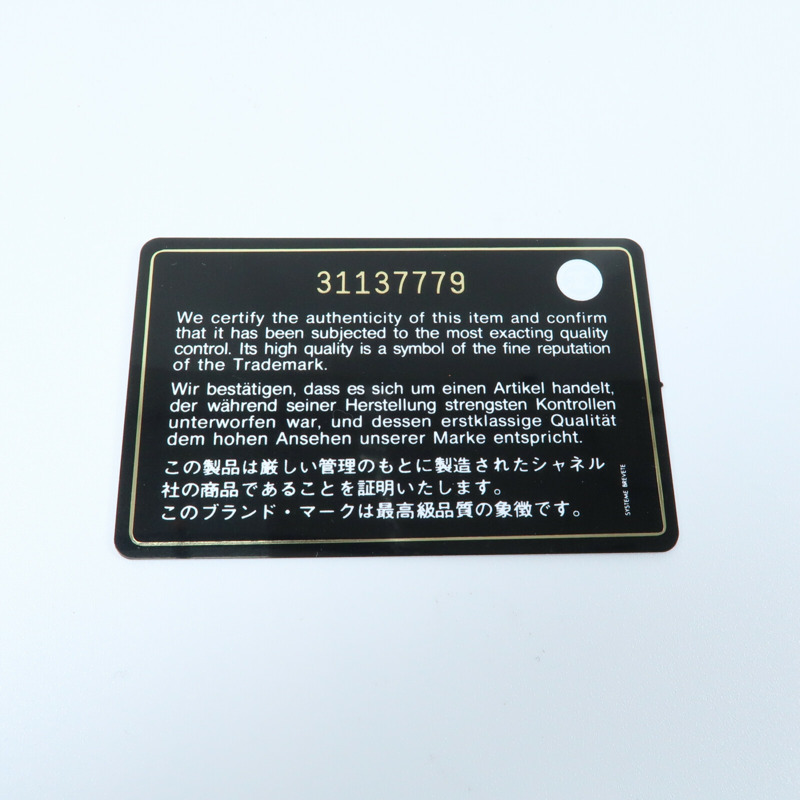 31137779
We certify the authenticity of this item and confirm
that it has been subjected to the most exacting quality
control. Its high quality is a symbol of the fine reputation
of the Trademark.
Wir bestätigen, dass es sich um einen Artikel handelt,
der während seiner Herstellung strengsten Kontrollen
unterworfen war, und dessen erstklassige Qualität
dem hohen Ansehen unserer Marke entspricht.
この製品は厳しい管理のもとに製造されたシャネル
社の商品であることを証明いたします。
このブランド・マークは最高級品質の象徴です。
SYSTEME BREVETE